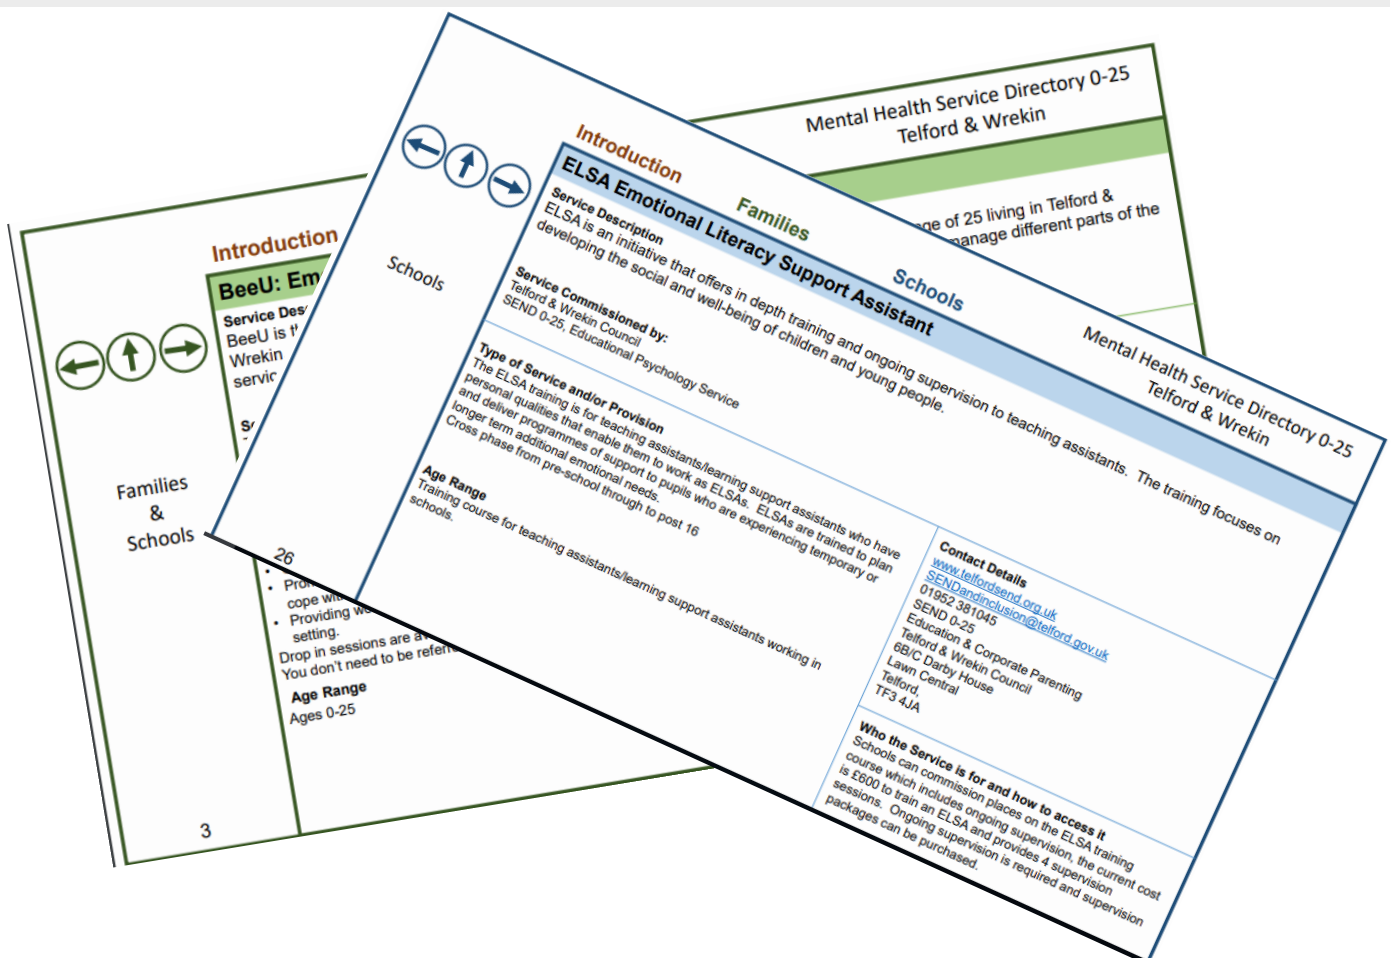 Mental Health Service Directory 0-25
Telford & Wrekin
of 25 living in Telford &
manage different parts of the
Introduction
BeeU:
Service
BeeU is
Wrekin
Families
&
Schools
cope
Providing
setting.
Drop in sessions are
You don't need to be
Age Range
Ages 0-25
3
Introduction
Families
Schools
Mental Health Service Directory 0-25
Telford & Wrekin
Schools
ELSA Emotional Literacy Support Assistant
Service Description
ELSA is an initiative that offers in depth training and ongoing supervision to teaching assistants. The training focuses on
developing the social and well-being of children and young people.
Service Commissioned by:
Telford & Wrekin Council
SEND 0-25, Educational Psychology Service
Type of Service and/or Provision
The ELSA training is for teaching assistants/learning support assistants who have
personal qualities that enable them to work as ELSAs. ELSAs are trained to plan
and deliver programmes of support to pupils who are experiencing temporary or
longer term additional emotional needs.
Cross phase from pre-school through to post 16
Age Range
Training course for teaching assistants/learning support assistants working in
schools.
Contact Details
www.telfordsend.org.uk
SENDandinclusion@telford.gov.uk
01952 381045
SEND 0-25
Education & Corporate Parenting
Telford & Wrekin Council
6B/C Darby House
Lawn Central
Telford,
TF3 4JA
Who the Service is for and how to access it
Schools can commission places on the ELSA training
course which includes ongoing supervision, the current cost
is £600 to train an ELSA and provides 4 supervision
sessions. Ongoing supervision is required and supervision
packages can be purchased.
26